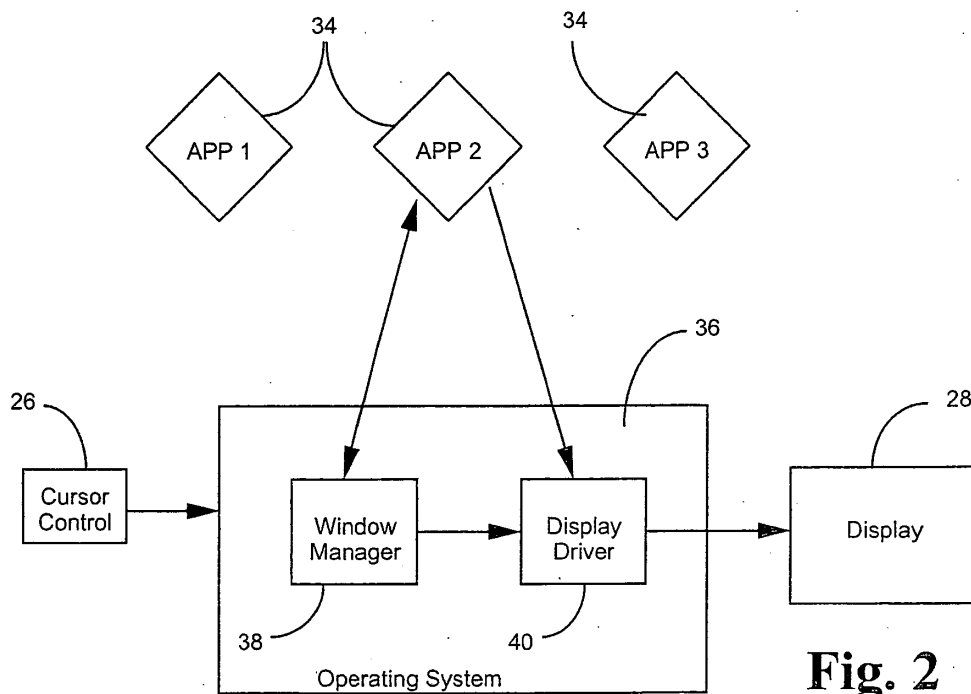 34
34
APP 1
APP 2
APP 3
36
26
28
Cursor
Control
Window
Manager
Display
Driver
Display
38
40
Operating System
Fig. 2